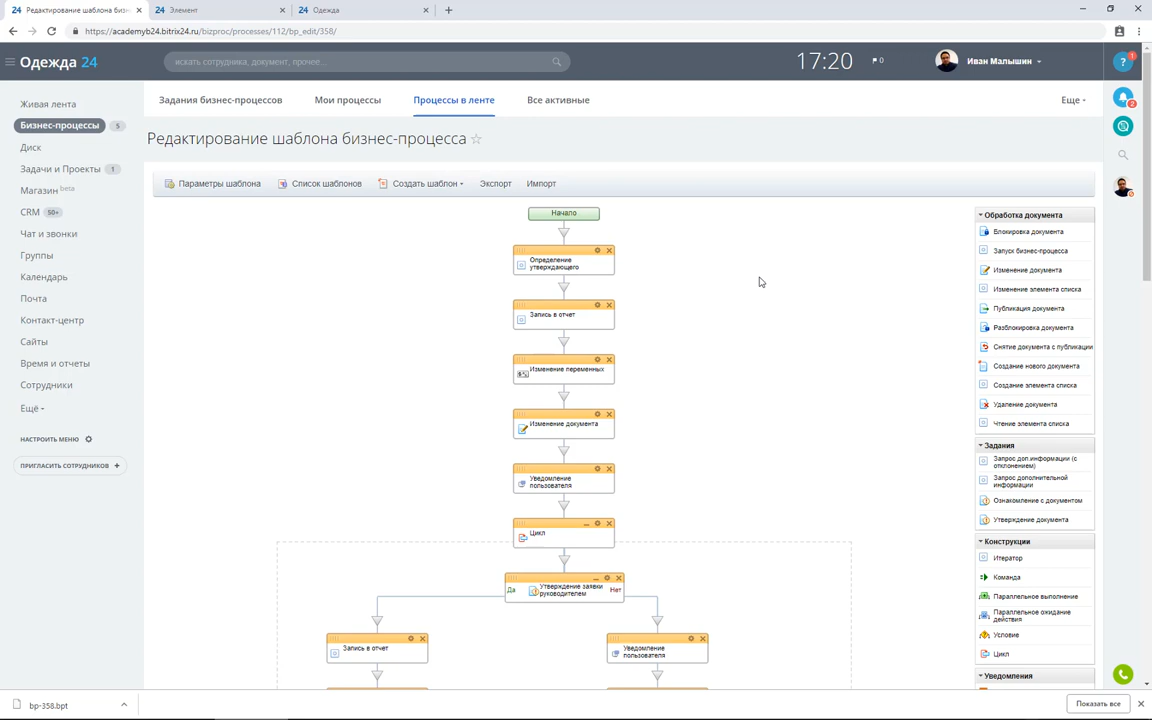 24 Редактирование шаблона биз
24 Элемент
24 Одежда
https://academyb24.bitrix24.ru/bizproc/processes/112/bp_edit/358/
Одежда 24
искать сотрудника, документ, прочее...
17:20
0
Иван Малышин
?
1
2
Живая лента
Бизнес-процессы 5
Диск
Задачи и Проекты 1
Магазин beta
CRM 50+
Чат и звонки
Группы
Календарь
Почта
Контакт-центр
Сайты
Время и отчеты
Сотрудники
Ещё
НАСТРОИТЬ МЕНЮ
ПРИГЛАСИТЬ СОТРУДНИКОВ +
Задания бизнес-процессов
Мои процессы
Процессы в ленте
Все активные
Еще
Редактирование шаблона бизнес-процесса
Параметры шаблона
Список шаблонов
Создать шаблон
Экспорт
Импорт
Начало
Определение
утверждающего
Запись в отчет
Изменение переменных
Изменение документа
Уведомление
пользователя
Цикл
Да
Утверждение заявки
руководителем
Нет
Запись в отчет
Уведомление
пользователя
Обработка документа
Блокировка документа
Запуск бизнес-процесса
Изменение документа
Изменение элемента списка
Публикация документа
Разблокировка документа
Снятие документа с публикации
Создание нового документа
Создание элемента списка
Удаление документа
Чтение элемента списка
Задания
Запрос доп.информации (с
отклонением)
Запрос дополнительной
информации
Ознакомление с документом
Утверждение документа
Конструкции
Итератор
Команда
Параллельное выполнение
Параллельное ожидание
действия
Условие
Цикл
Уведомления
bp-358.bpt
Показать все